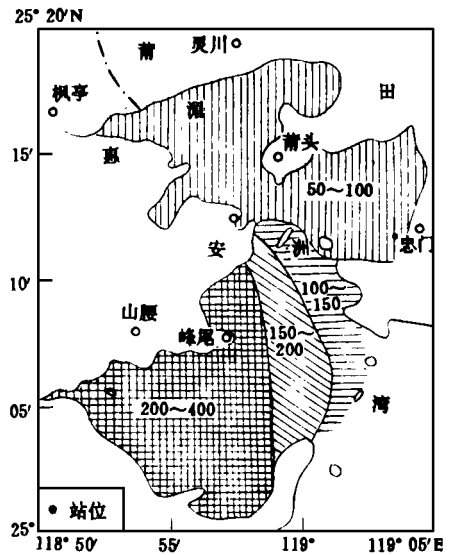 25° 20′N
莆
灵川
枫亭
田
湄
惠
15′
莆头
50～100
忠门
安
洲
10′
100～
150
山腰
150～
200
峰尾
05′
200～400
湾
站位
25°
118° 50′
55′
119°
119° 05′E